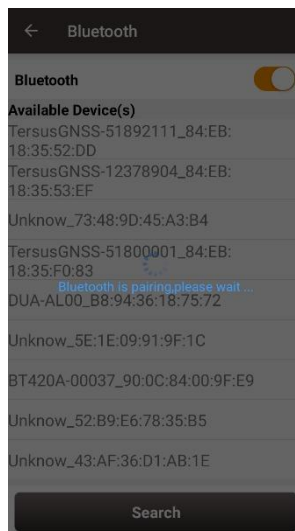 Bluetooth
Bluetooth
Available Device(s)
TersusGNSS-51892111_84:EB:
18:35:52:DD
TersusGNSS-12378904_84:EB:
18:35:53:EF
Unknow_73:48:9D:45:A3:B4
TersusGNSS-51800001_84:EB:
18:35:F0:83
Bluetooth is pairing,please wait ...
DUA-AL00_B8:94:36:18:75:72
Unknow_5E:1E:09:91:9F:1C
BT420A-00037_90:0C:84:00:9F:E9
Unknow_52:B9:E6:78:35:B5
Unknow_43:AF:36:D1:AB:1E
Search